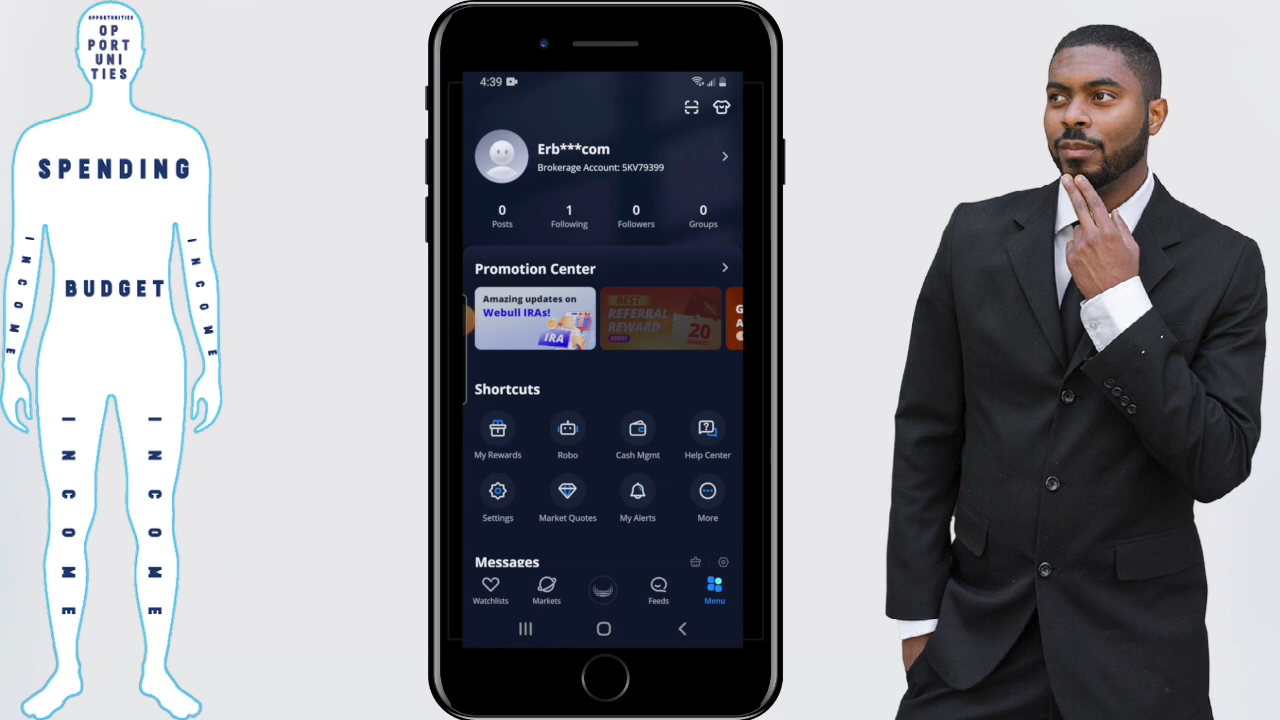 OPPORTUNITIES
OP
PORT
UNI
TIES
SPENDING
BUDGET
INCOME
INCOME
INCOME
INCOME
4:39
Erb***com
Brokerage Account: 5KV79399
0 1 0 0
Posts Following Followers Groups
Promotion Center
Amazing updates on
Webull IRAs!
IRA
BEST
REFERRAL
REWARD
20
Shortcuts
My Rewards Robo Cash Mgmt Help Center
Settings Market Quotes My Alerts More
Messages
Watchlists Markets Feeds Menu